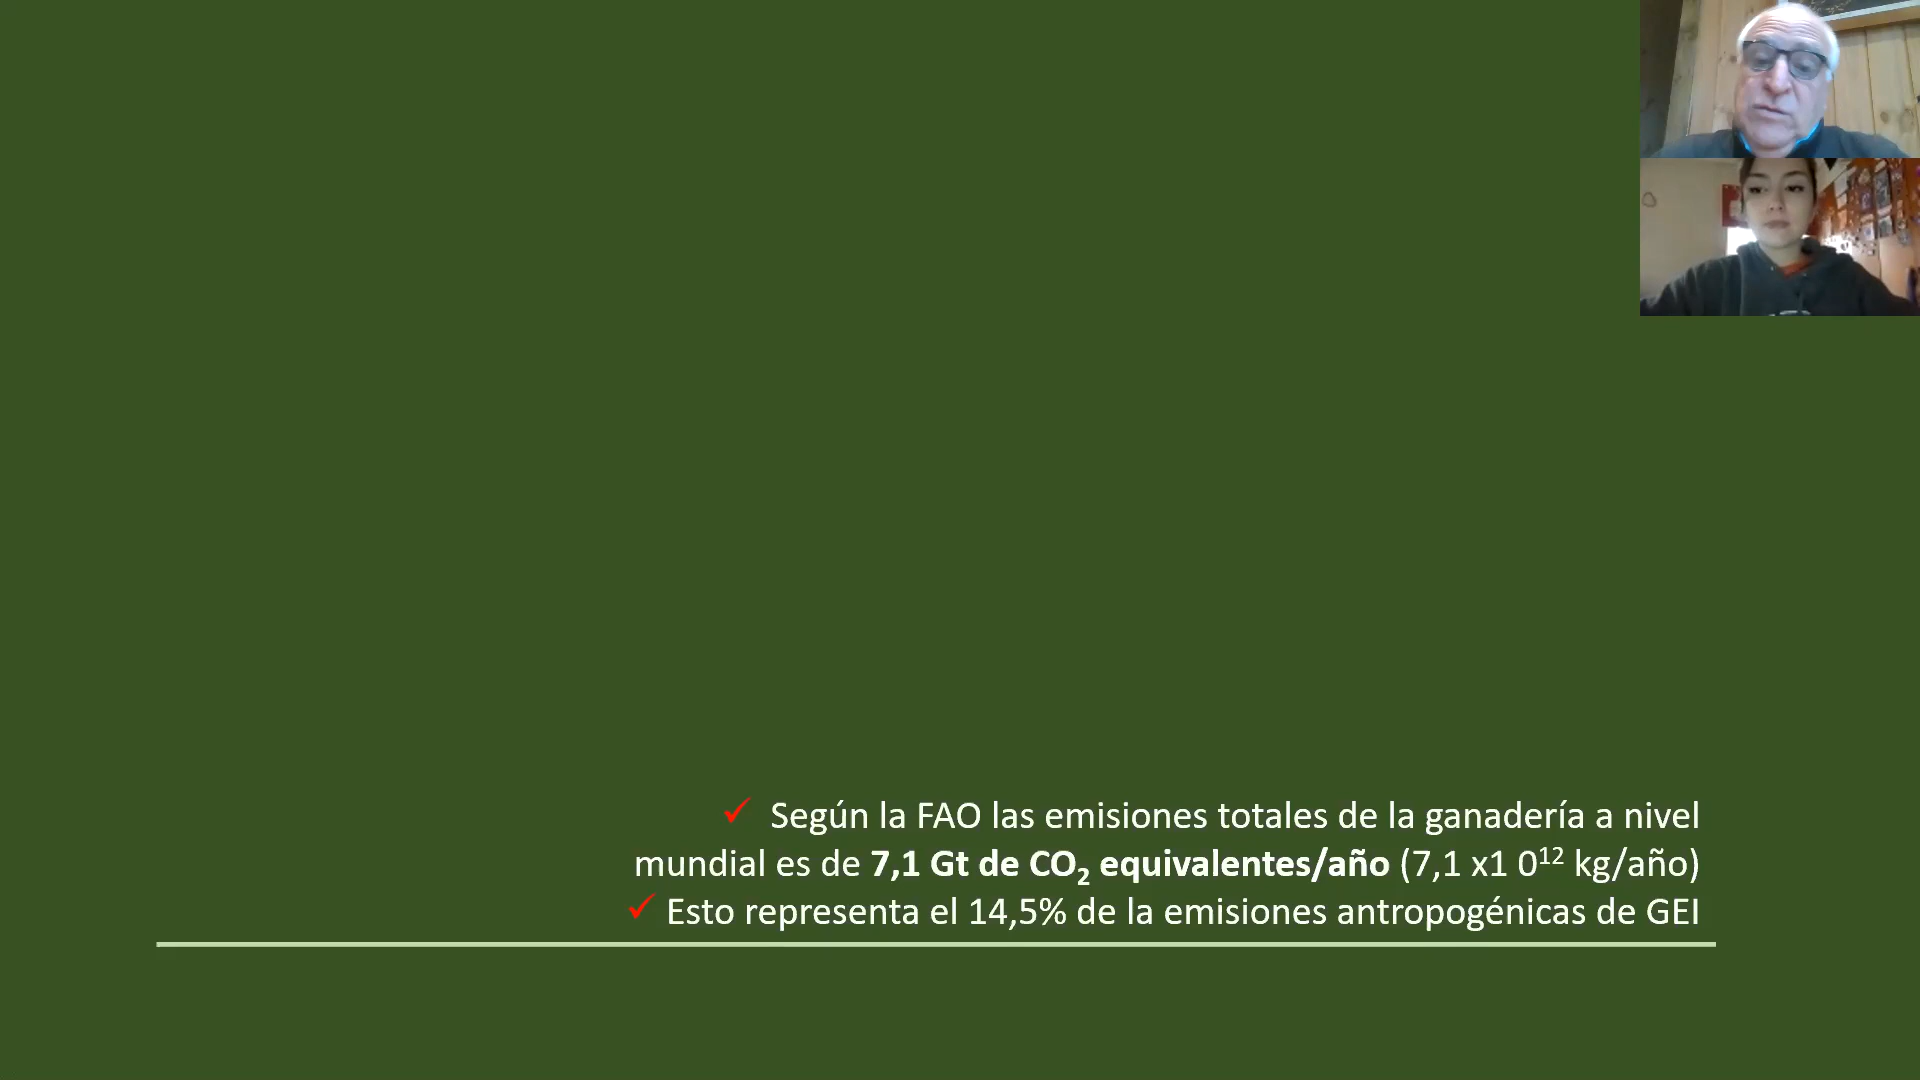 ✓ Según la FAO las emisiones totales de la ganadería a nivel
mundial es de 7,1 Gt de CO₂ equivalentes/año (7,1 x1 0¹² kg/año)
✓ Esto representa el 14,5% de la emisiones antropogénicas de GEI